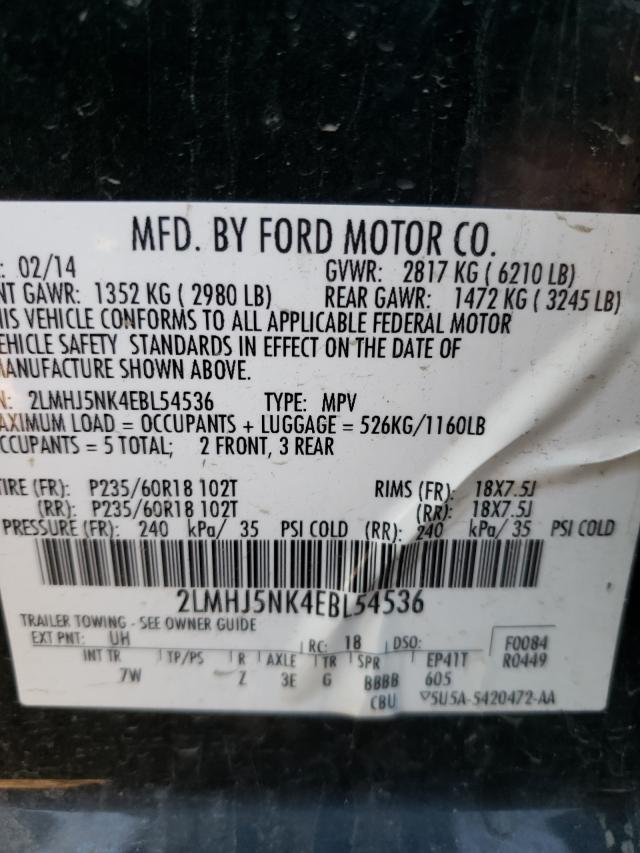 MFD. BY FORD MOTOR CO.
: 02/14 GVWR: 2817 KG ( 6210 LB)
NT GAWR: 1352 KG ( 2980 LB) REAR GAWR: 1472 KG ( 3245 LB)
IS VEHICLE CONFORMS TO ALL APPLICABLE FEDERAL MOTOR
EHICLE SAFETY STANDARDS IN EFFECT ON THE DATE OF
ANUFACTURE SHOWN ABOVE.
N: 2LMHJ5NK4EBL54536 TYPE: MPV
AXIMUM LOAD = OCCUPANTS + LUGGAGE = 526KG/1160LB
CCUPANTS = 5 TOTAL; 2 FRONT, 3 REAR
IRE (FR): P235/60R18 102T RIMS (FR): 18X7.5J
(RR): P235/60R18 102T (RR): 18X7.5J
PRESSURE (FR): 240 kPa/ 35 PSI COLD (RR): 240 kPa/ 35 PSI COLD
2LMHJ5NK4EBL54536
TRAILER TOWING - SEE OWNER GUIDE
EXT PNT: UH RC: 18 DSO: F0084
INT TR TP/PS R AXLE TR SPR EP41T R0449
7W Z 3E G BBBB 605
CBU ▽5U5A-5420472-AA